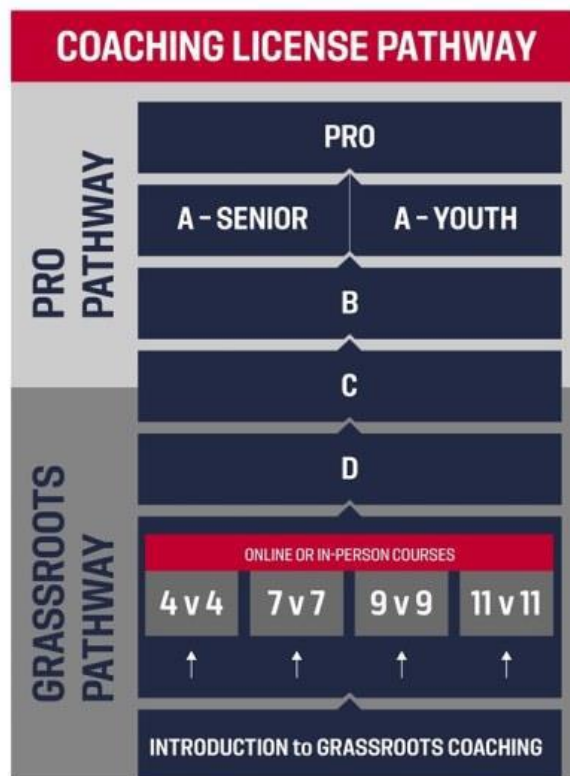 COACHING LICENSE PATHWAY
PRO
PATHWAY
PRO
A – SENIOR
A – YOUTH
B
C
GRASSROOTS
PATHWAY
D
ONLINE OR IN-PERSON COURSES
4 v 4
7 v 7
9 v 9
11 v 11
INTRODUCTION to GRASSROOTS COACHING